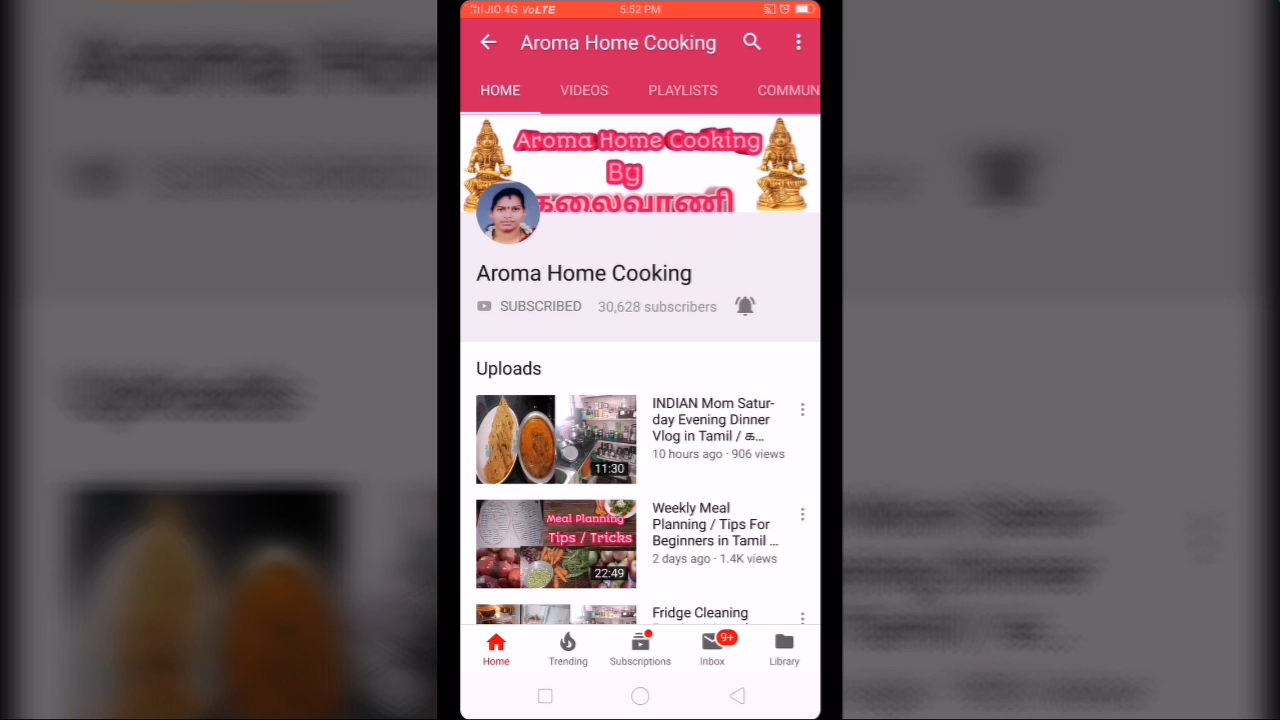 JIO 4G VoLTE 5:52 PM
Aroma Home Cooking
HOME VIDEOS PLAYLISTS COMMUN
Aroma Home Cooking
By
கலைவாணி
Aroma Home Cooking
SUBSCRIBED 30,628 subscribers
Uploads
INDIAN Mom Satur-
day Evening Dinner
Vlog in Tamil / க...
10 hours ago · 906 views
11:30
Meal Planning
Tips / Tricks
22:49
Weekly Meal
Planning / Tips For
Beginners in Tamil ...
2 days ago · 1.4K views
Fridge Cleaning
9+
Home Trending Subscriptions Inbox Library